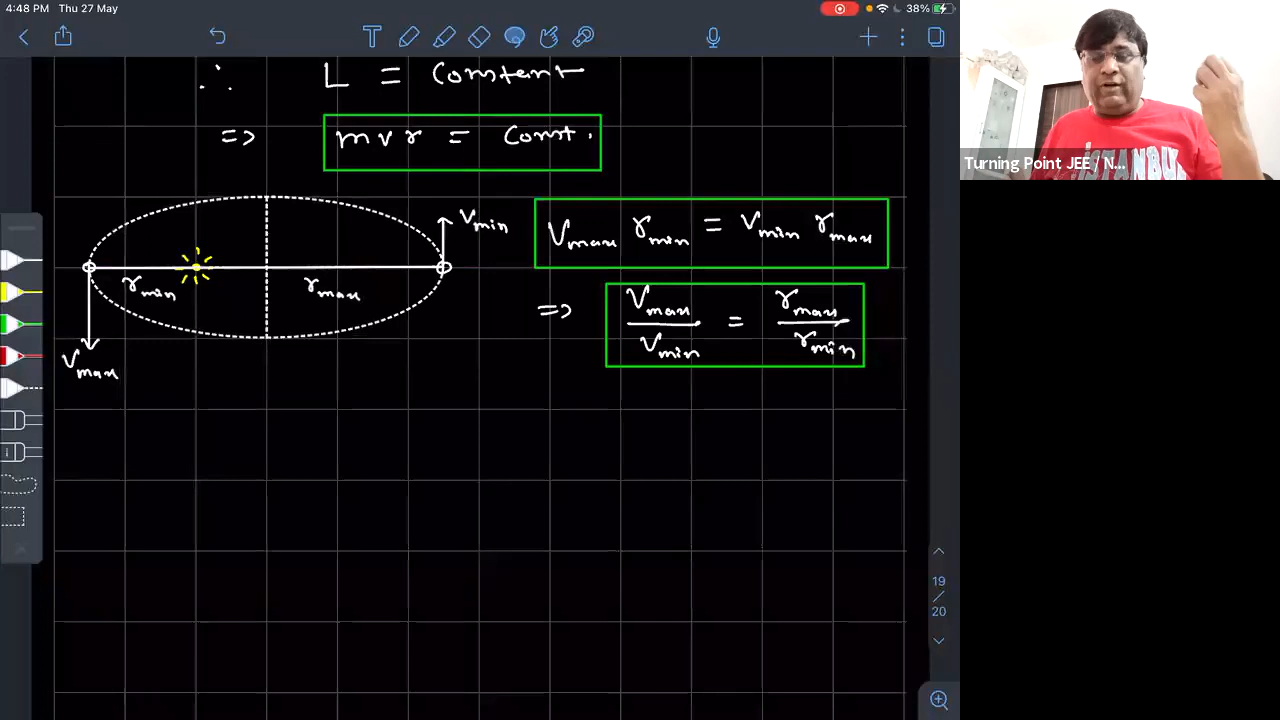 4:48 PM Thu 27 May
38%
∴ L = Constant
=> m v r = Const.
Vmin
Vmax rmin = Vmin rmax
rmin
rmax
Vmax
=> Vmax / Vmin = rmax / rmin
19
/
20
Turning Point JEE / N...
İSTANBUL